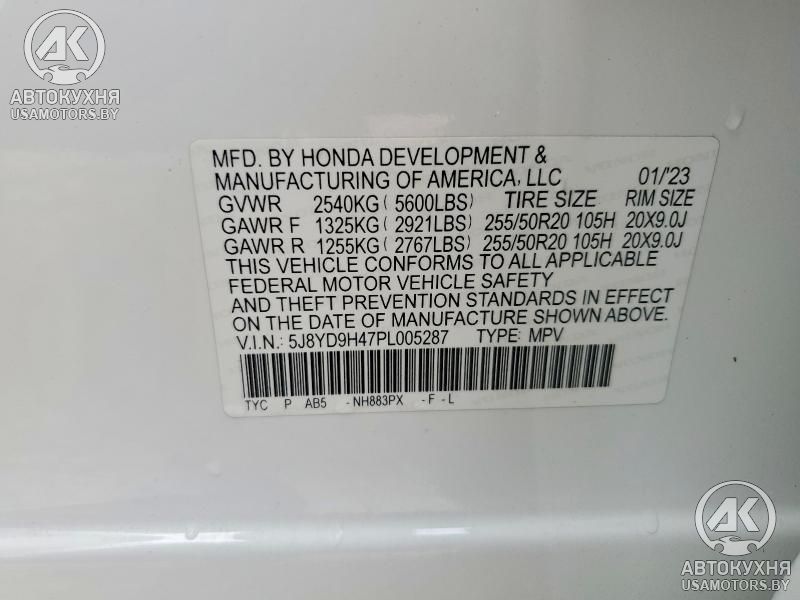 AK
АВТОКУХНЯ
USAMOTORS.BY
MFD. BY HONDA DEVELOPMENT &
MANUFACTURING OF AMERICA, LLC 01/'23
GVWR 2540KG ( 5600LBS) TIRE SIZE RIM SIZE
GAWR F 1325KG ( 2921LBS) 255/50R20 105H 20X9.0J
GAWR R 1255KG ( 2767LBS) 255/50R20 105H 20X9.0J
THIS VEHICLE CONFORMS TO ALL APPLICABLE
FEDERAL MOTOR VEHICLE SAFETY
AND THEFT PREVENTION STANDARDS IN EFFECT
ON THE DATE OF MANUFACTURE SHOWN ABOVE.
V.I.N.: 5J8YD9H47PL005287 TYPE: MPV
TYC P AB5 -NH883PX -F-L
AK
АВТОКУХНЯ
USAMOTORS.BY